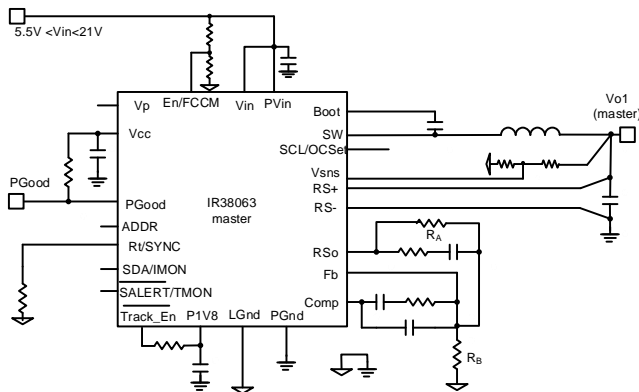 5.5V <Vin<21V
En/FCCM
Vin
PVin
Vp
Boot
Vo1
(master)
Vcc
SW
SCL/OCSet
Vsns
RS+
PGood
PGood
IR38063
master
RS-
ADDR
RA
Rt/SYNC
RSo
SDA/IMON
Fb
SALERT/TMON
Comp
Track_En
P1V8
LGnd
PGnd
RB